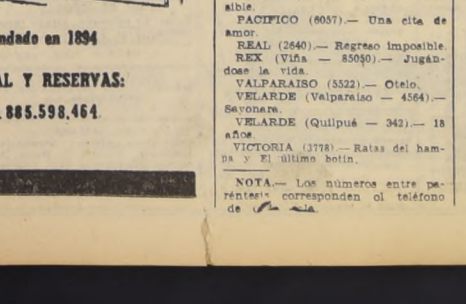 ndado en 1894
AL Y RESERVAS:
885.598.464
sible.
PACIFICO (6057).— Una cita de
amor.
REAL (2640).— Regreso imposible.
REX (Viña — 85050).— Jugán-
dose la vida.
VALPARAISO (5522).— Otelo.
VELARDE (Valparaíso — 4564).—
Sayonara.
VELARDE (Quilpué — 342).— 18
años.
VICTORIA (3778).— Ratas del ham-
pa y El último botín.
NOTA.— Los números entre pa-
réntesis corresponden ol teléfono
de